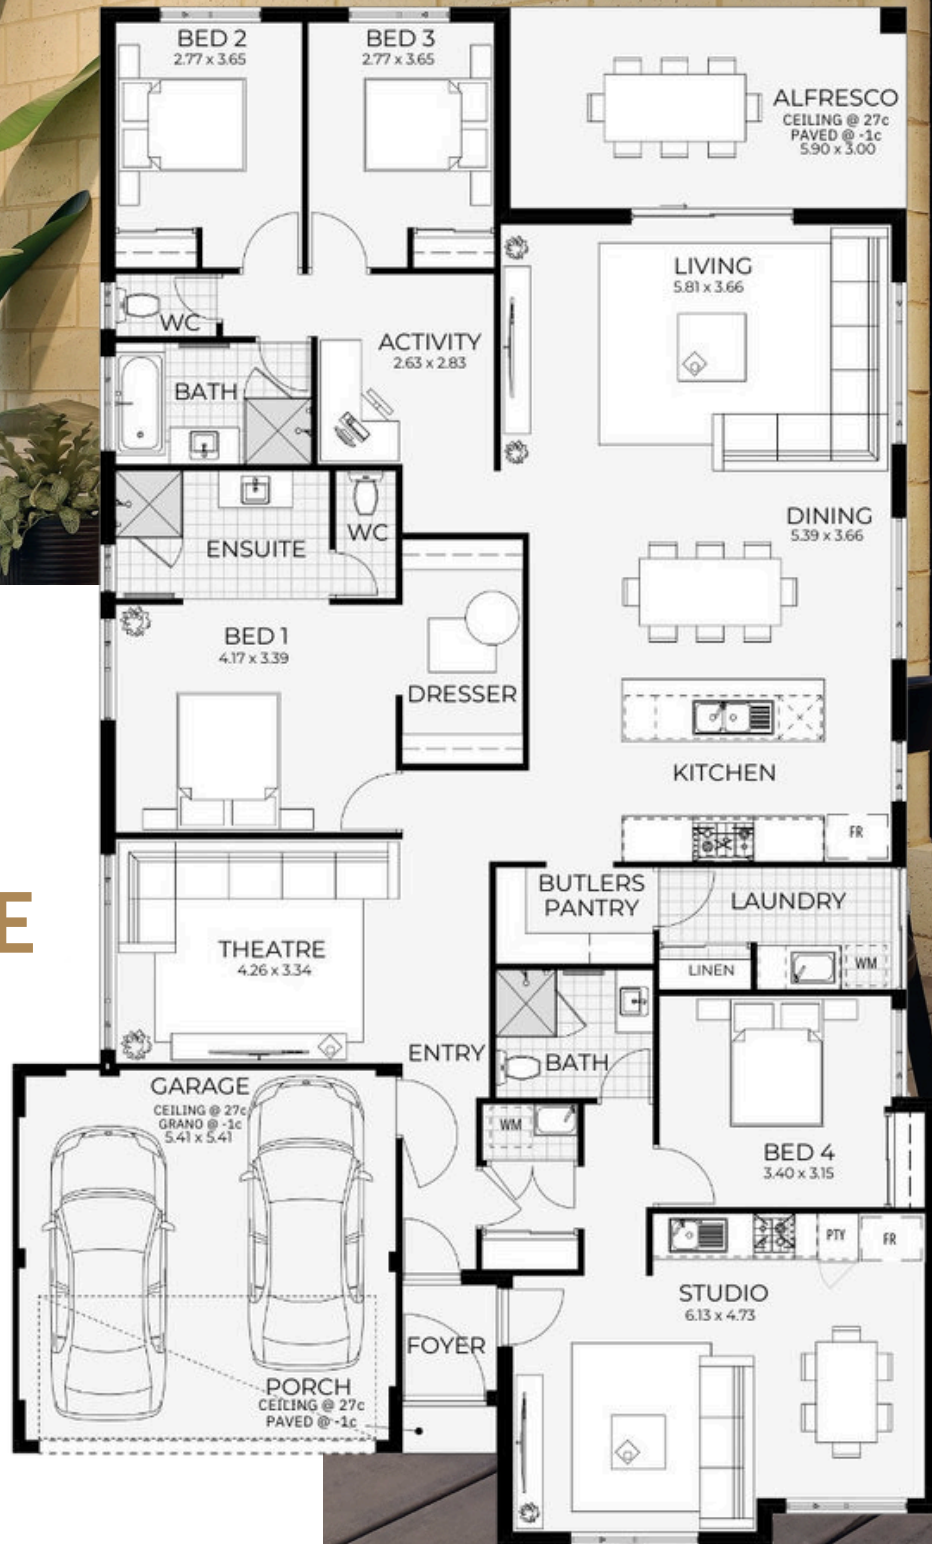 BED 2
2.77 x 3.65
BED 3
2.77 x 3.65
ALFRESCO
CEILING @ 27c
PAVED @ -1c
5.90 x 3.00
LIVING
5.81 x 3.66
WC
ACTIVITY
2.63 x 2.83
BATH
ENSUITE
WC
DINING
5.39 x 3.66
BED 1
4.17 x 3.39
DRESSER
KITCHEN
FR
E
BUTLERS
PANTRY
LAUNDRY
THEATRE
4.26 x 3.34
LINEN
WM
ENTRY
BATH
GARAGE
CEILING @ 27c
GRANO @ -1c
5.41 x 5.41
WM
BED 4
3.40 x 3.15
PTY
FR
STUDIO
6.13 x 4.73
FOYER
PORCH
CEILING @ 27c
PAVED @ -1c